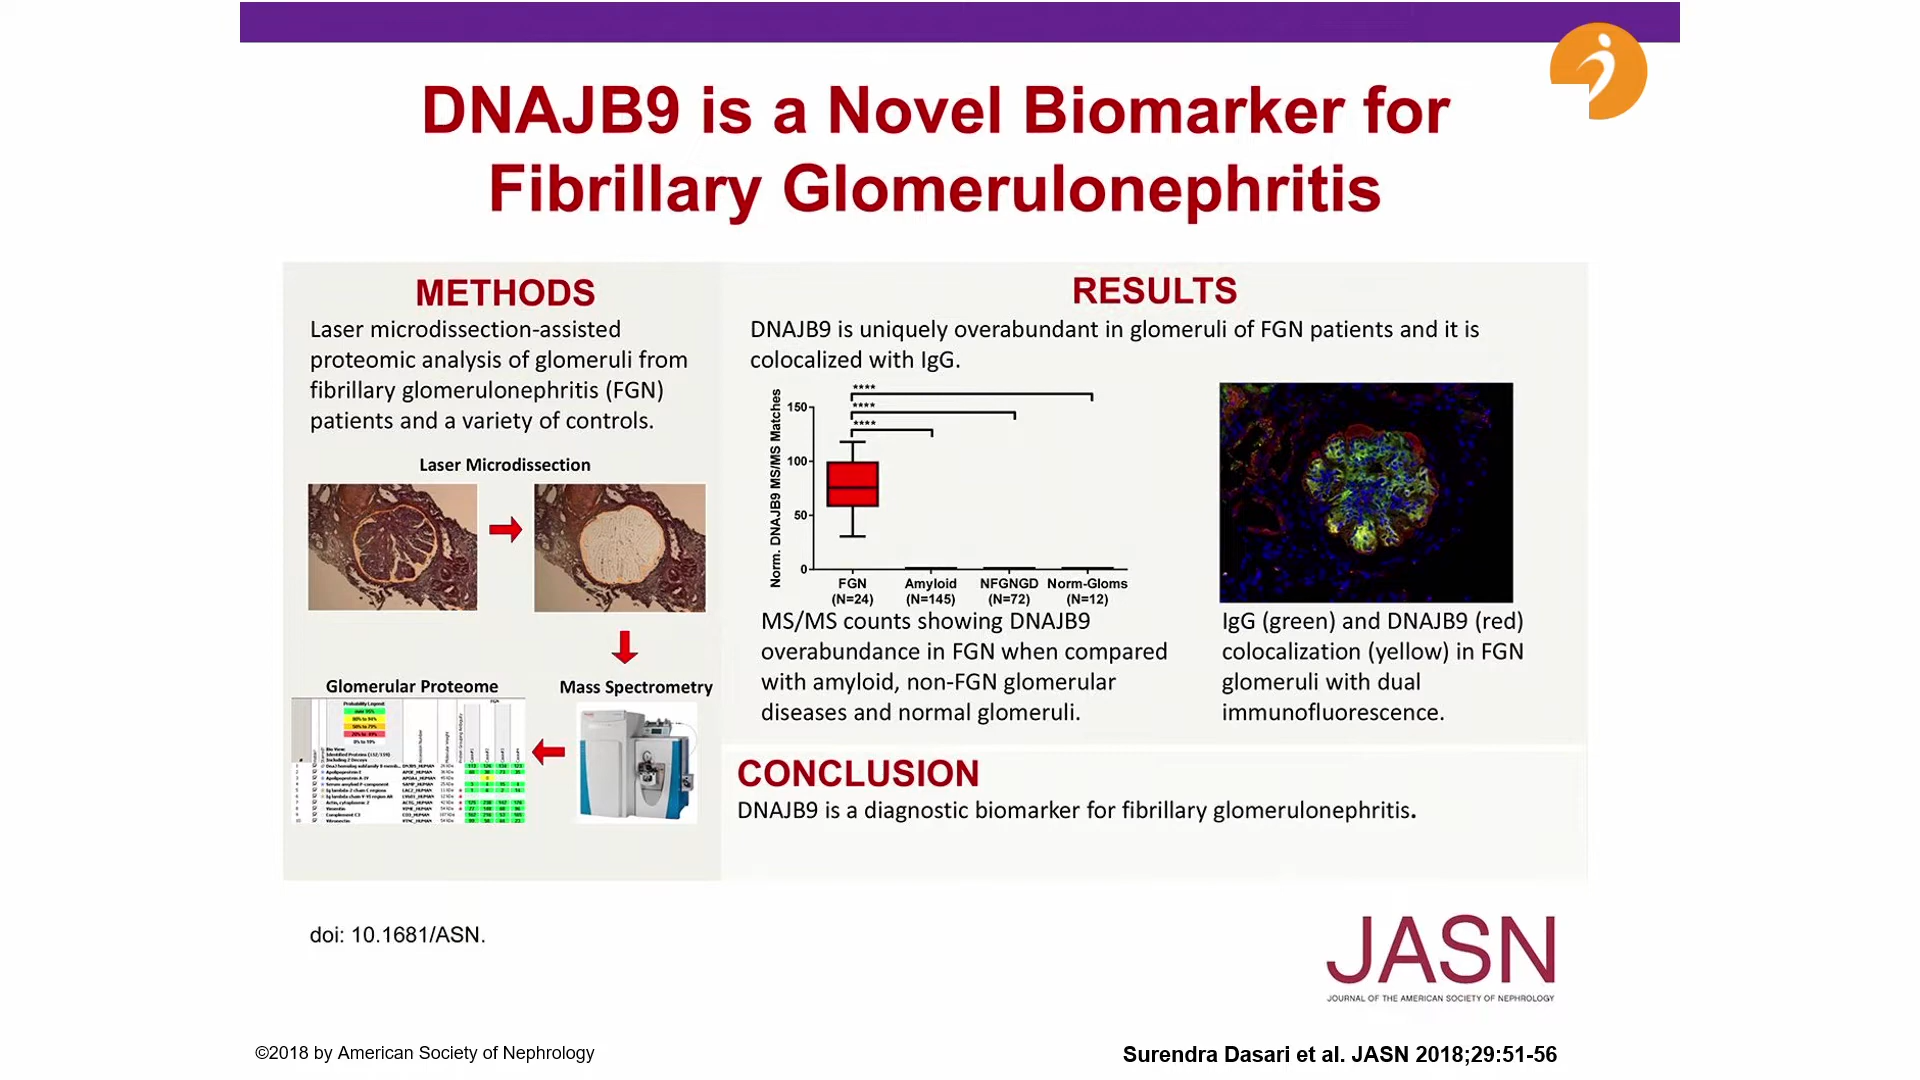 DNAJB9 is a Novel Biomarker for
Fibrillary Glomerulonephritis
METHODS
Laser microdissection-assisted
proteomic analysis of glomeruli from
fibrillary glomerulonephritis (FGN)
patients and a variety of controls.
Laser Microdissection
Glomerular Proteome
Mass Spectrometry
Probability Legend
FGN
RESULTS
DNAJB9 is uniquely overabundant in glomeruli of FGN patients and it is
colocalized with IgG.
Norm. DNAJB9 MS/MS Matches
150
100
50
0
****
****
****
FGN
(N=24)
Amyloid
(N=145)
NFGNGD
(N=72)
Norm-Gloms
(N=12)
MS/MS counts showing DNAJB9
overabundance in FGN when compared
with amyloid, non-FGN glomerular
diseases and normal glomeruli.
IgG (green) and DNAJB9 (red)
colocalization (yellow) in FGN
glomeruli with dual
immunofluorescence.
CONCLUSION
DNAJB9 is a diagnostic biomarker for fibrillary glomerulonephritis.
doi: 10.1681/ASN.
JASN
JOURNAL OF THE AMERICAN SOCIETY OF NEPHROLOGY
©2018 by American Society of Nephrology
Surendra Dasari et al. JASN 2018;29:51-56